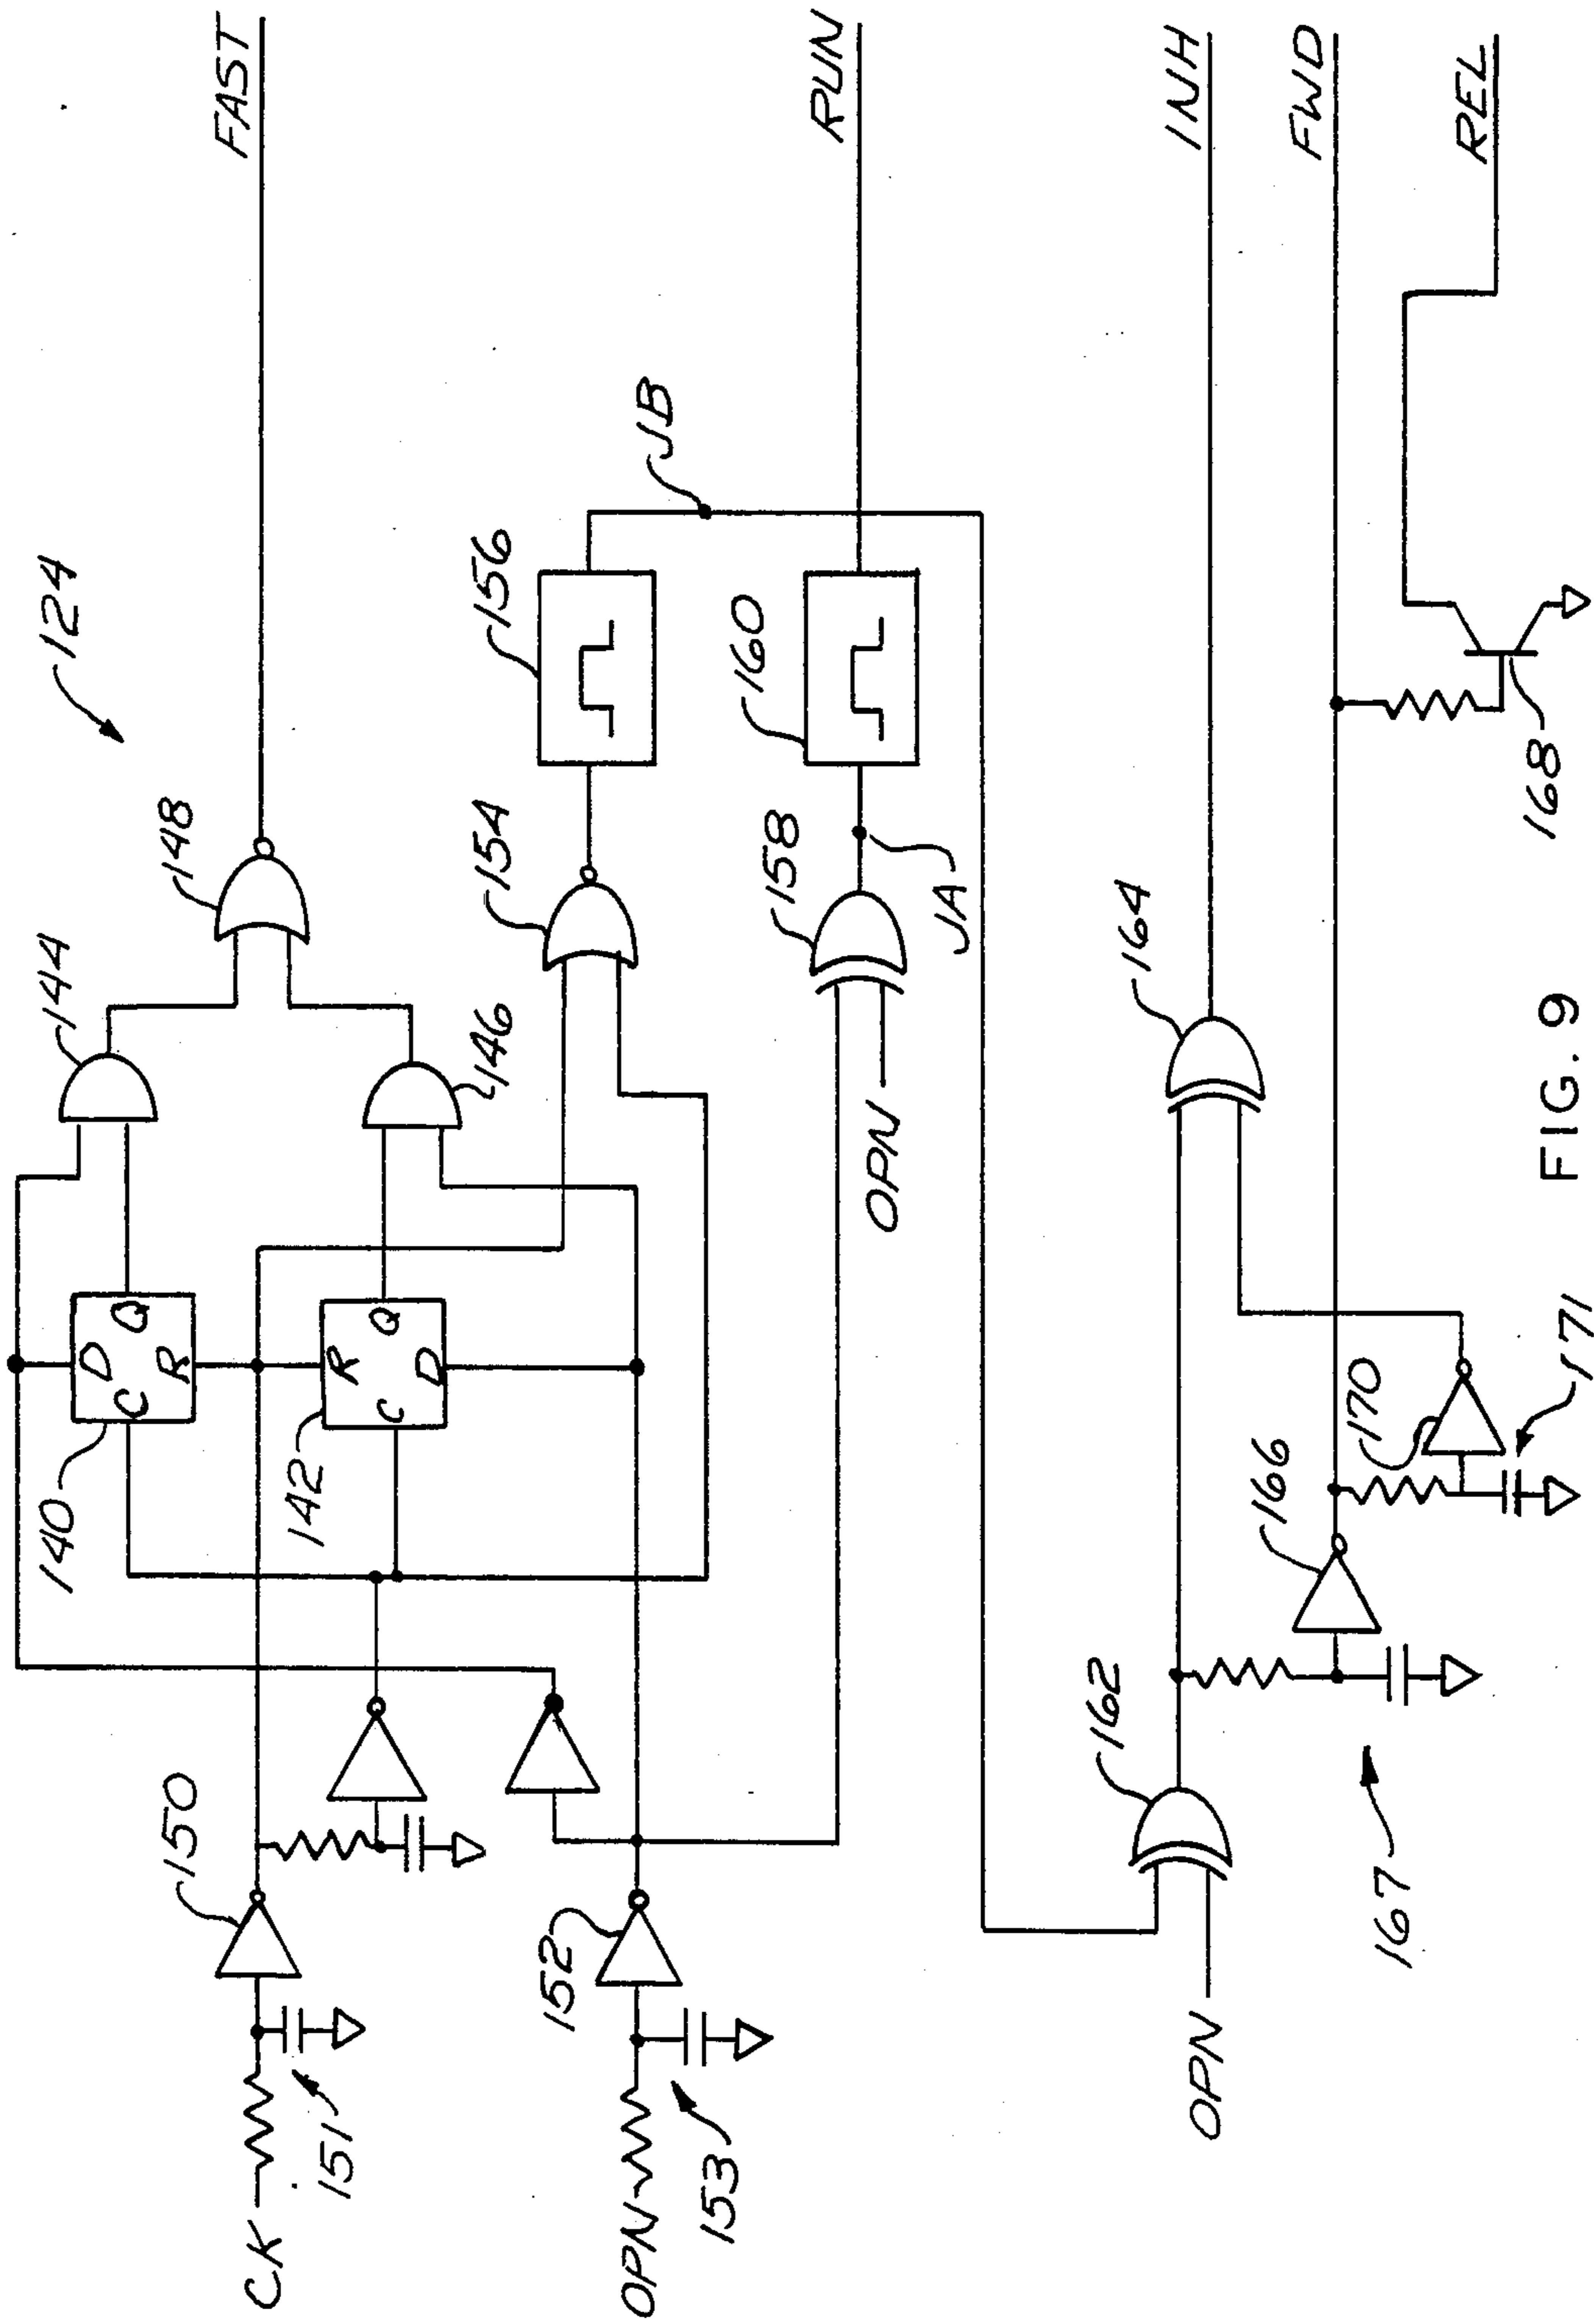 124
FAST
148
144
140
C
D
Q
R
150
CK
151
142
R
Q
C
D
146
154
156
JB
152
OPN
153
158
160
RUN
JA
OPN
162
OPN
164
INH
166
167
FWD
170
171
168
REL
FIG. 9